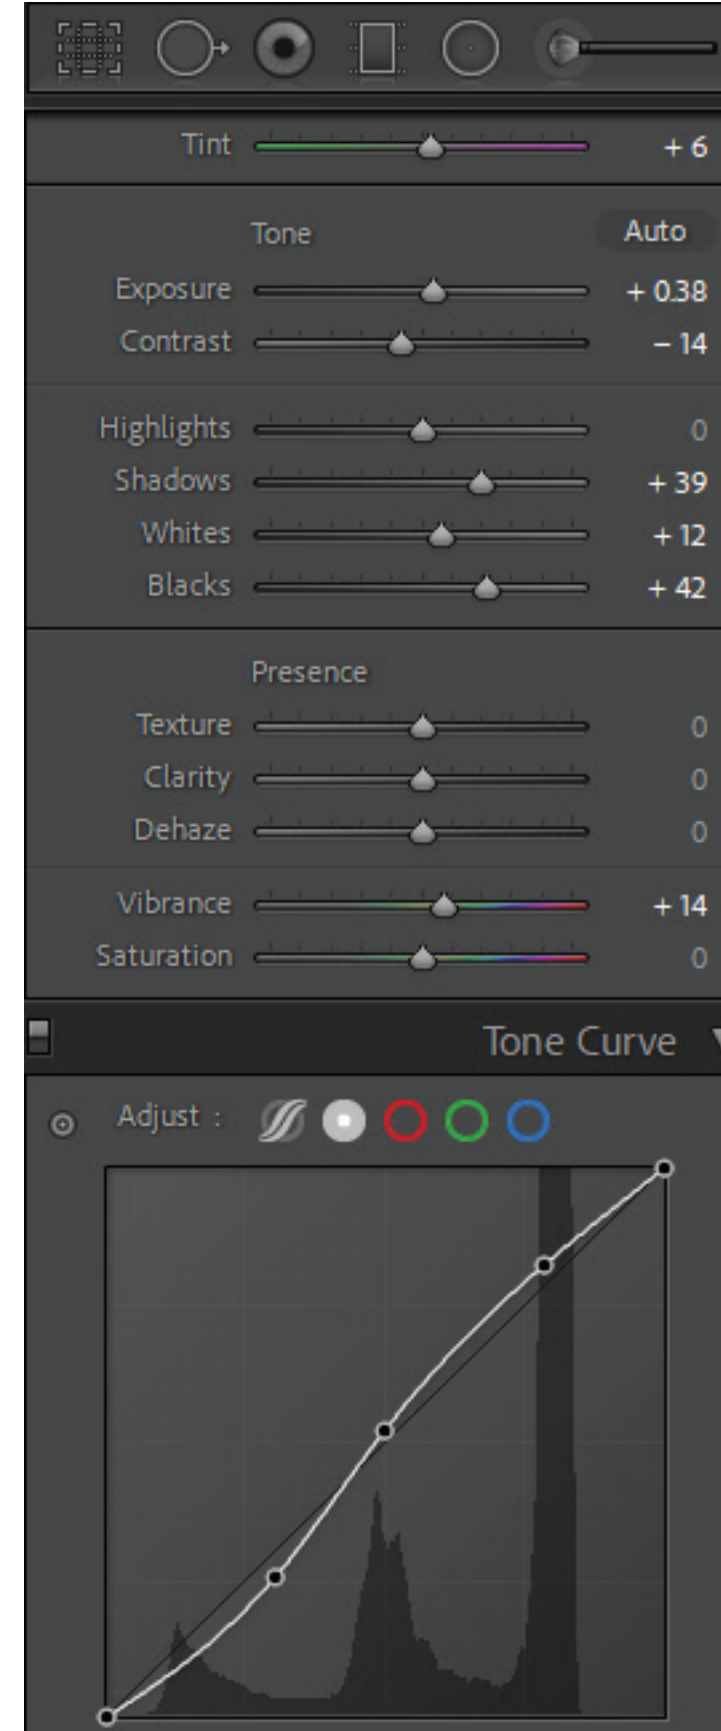 Tint + 6
Tone Auto
Exposure + 0.38
Contrast − 14
Highlights 0
Shadows + 39
Whites + 12
Blacks + 42
Presence
Texture 0
Clarity 0
Dehaze 0
Vibrance + 14
Saturation 0
Tone Curve
Adjust :